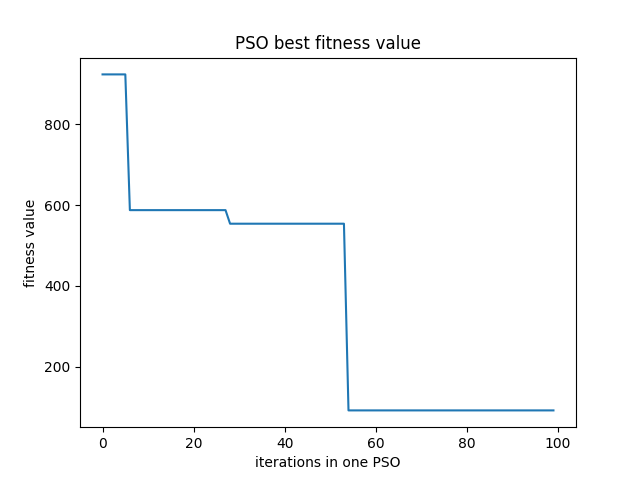 PSO best fitness value
800
600
400
200
fitness value
0 20 40 60 80 100
iterations in one PSO